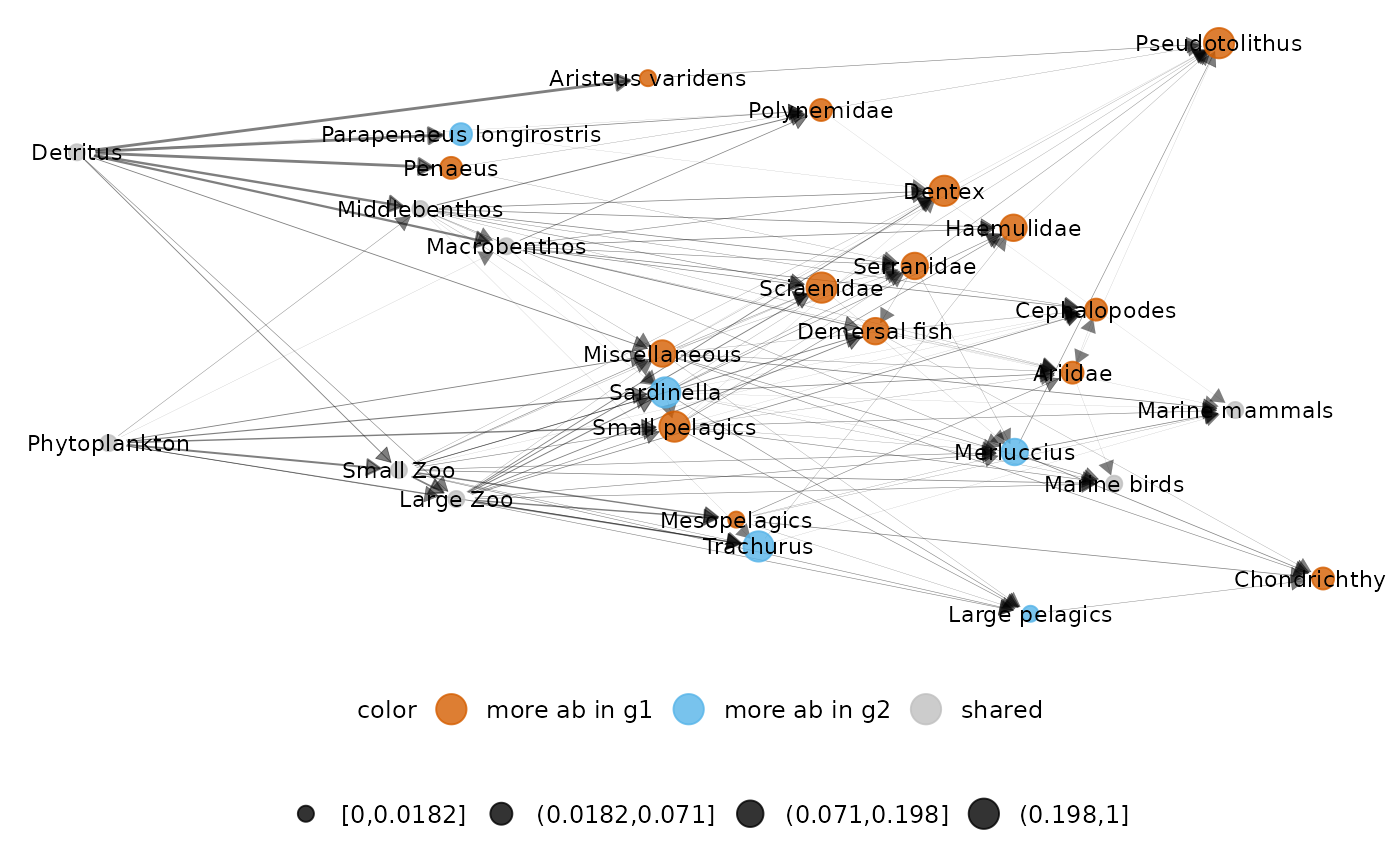 Pseudotolithus
Aristeus varidens
Polynemidae
Parapenaeus longirostris
Detritus
Penaeus
Dentex
Middlebenthos
Haemulidae
Macrobenthos
Serranidae
Sciaenidae
Cephalopodes
Demersal fish
Miscellaneous
Ariidae
Sardinella
Marine mammals
Small pelagics
Phytoplankton
Merluccius
Small Zoo
Marine birds
Large Zoo
Mesopelagics
Trachurus
Chondrichthy
Large pelagics
color more ab in g1 more ab in g2 shared
[0,0.0182] (0.0182,0.071] (0.071,0.198] (0.198,1]